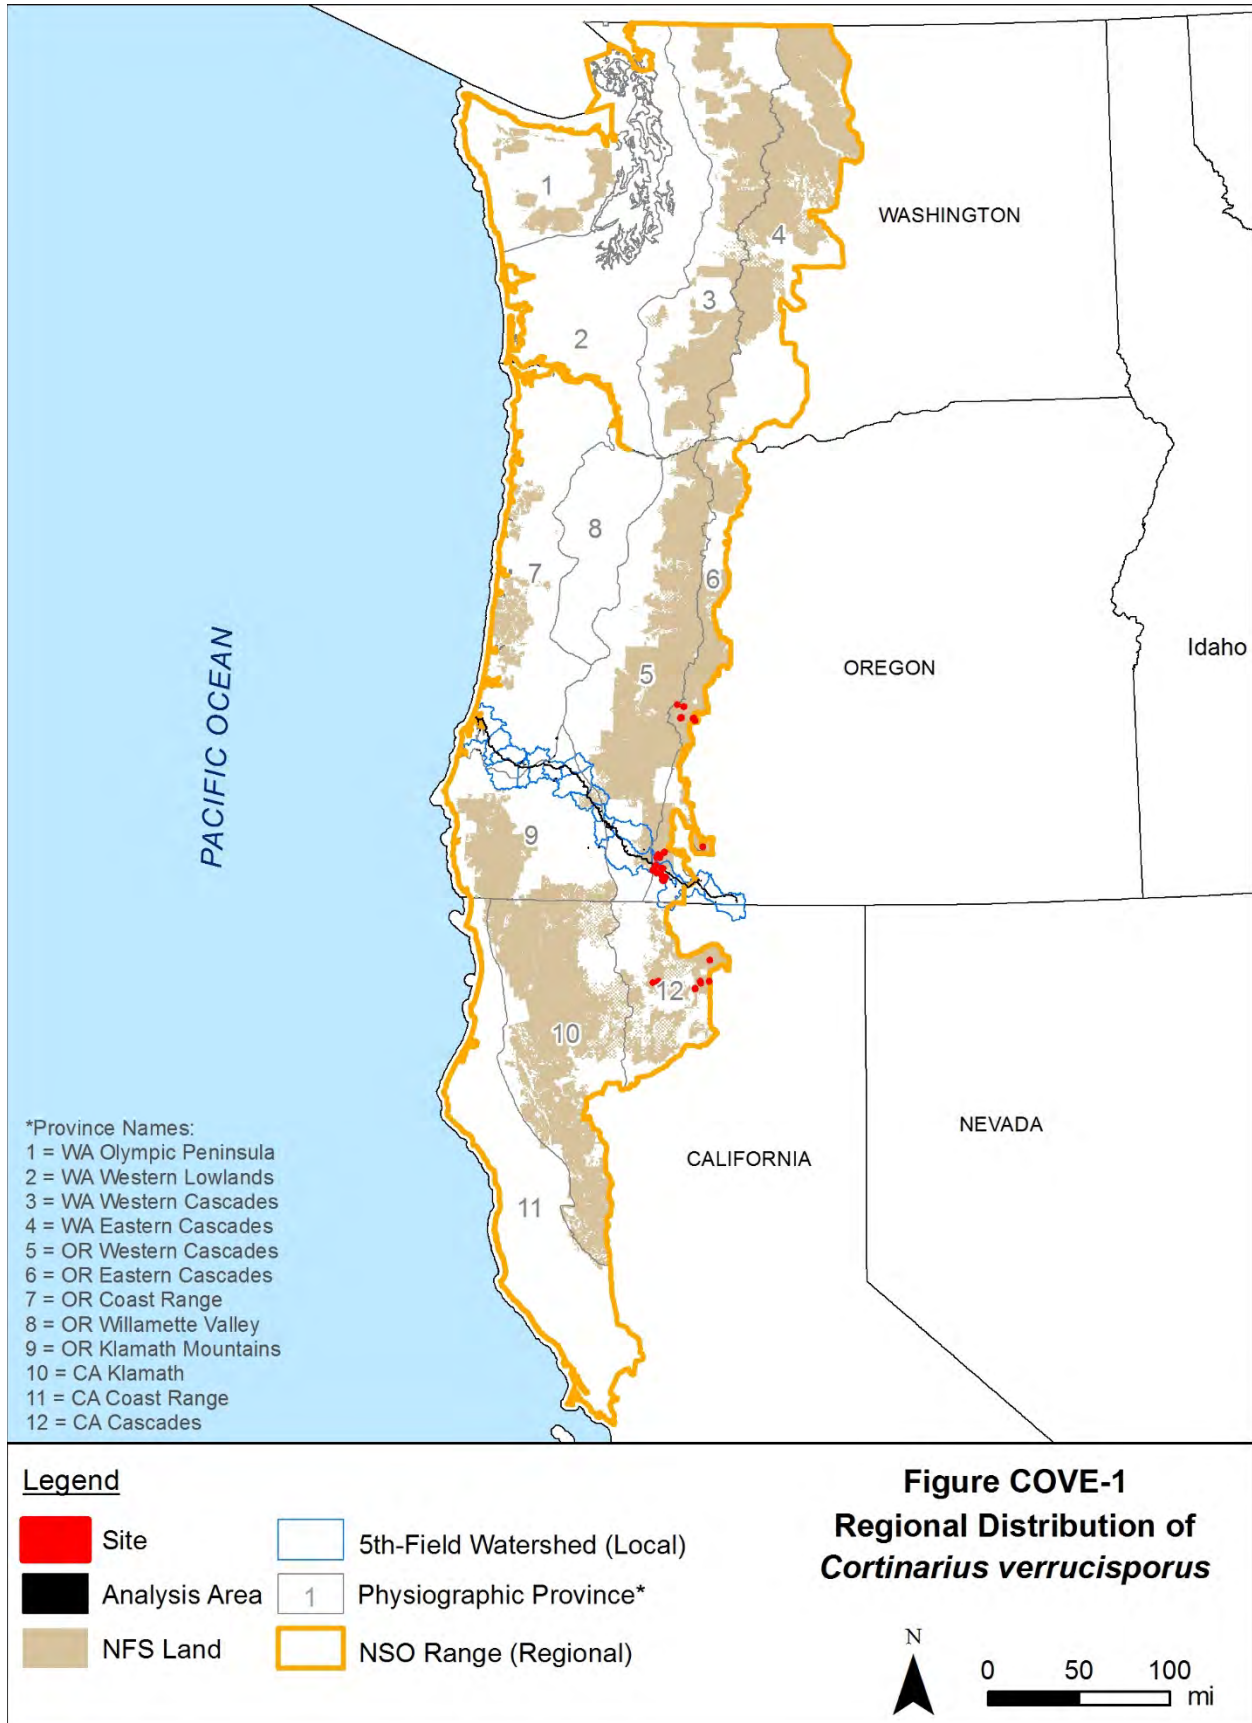 1
2
3
4
WASHINGTON
5
6
7
8
OREGON
Idaho
PACIFIC OCEAN
9
10
11
12
CALIFORNIA
NEVADA
*Province Names:
1 = WA Olympic Peninsula
2 = WA Western Lowlands
3 = WA Western Cascades
4 = WA Eastern Cascades
5 = OR Western Cascades
6 = OR Eastern Cascades
7 = OR Coast Range
8 = OR Willamette Valley
9 = OR Klamath Mountains
10 = CA Klamath
11 = CA Coast Range
12 = CA Cascades
Legend
Site
Analysis Area
NFS Land
5th-Field Watershed (Local)
1
Physiographic Province*
NSO Range (Regional)
Figure COVE-1
Regional Distribution of
Cortinarius verrucisporus
N
0 50 100
mi